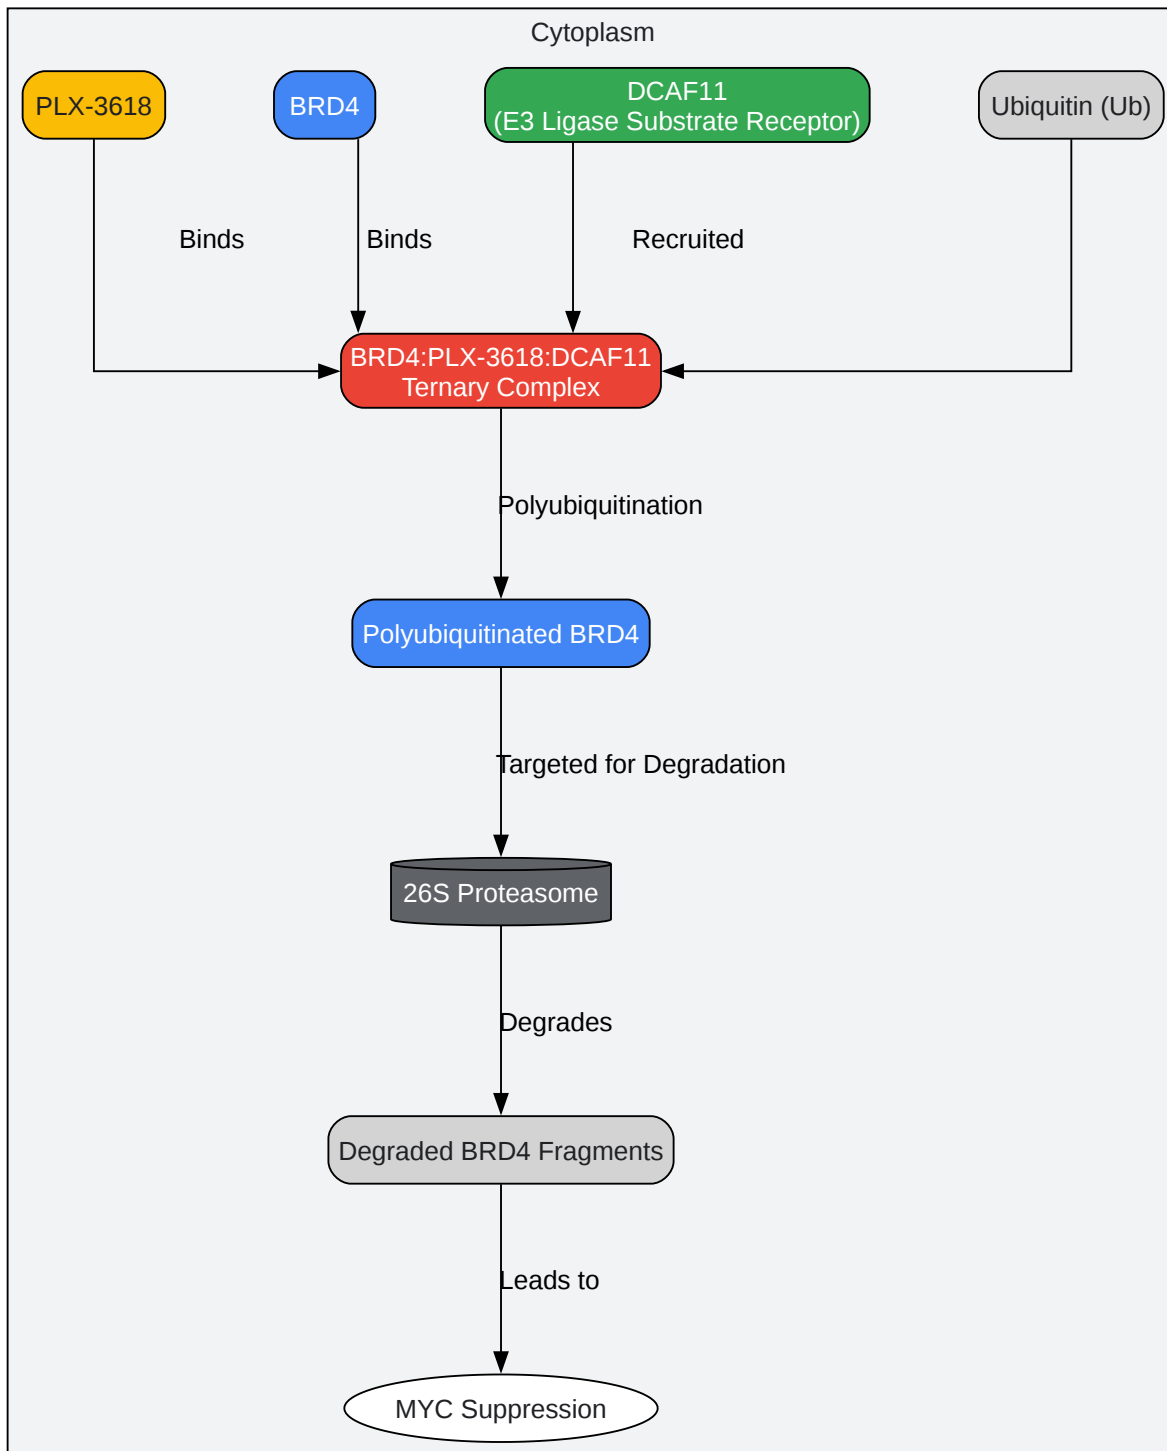 Cytoplasm
PLX-3618
BRD4
DCAF11
(E3 Ligase Substrate Receptor)
Ubiquitin (Ub)
Binds
Binds
Recruited
BRD4:PLX-3618:DCAF11
Ternary Complex
Polyubiquitination
Polyubiquitinated BRD4
Targeted for Degradation
26S Proteasome
Degrades
Degraded BRD4 Fragments
Leads to
MYC Suppression